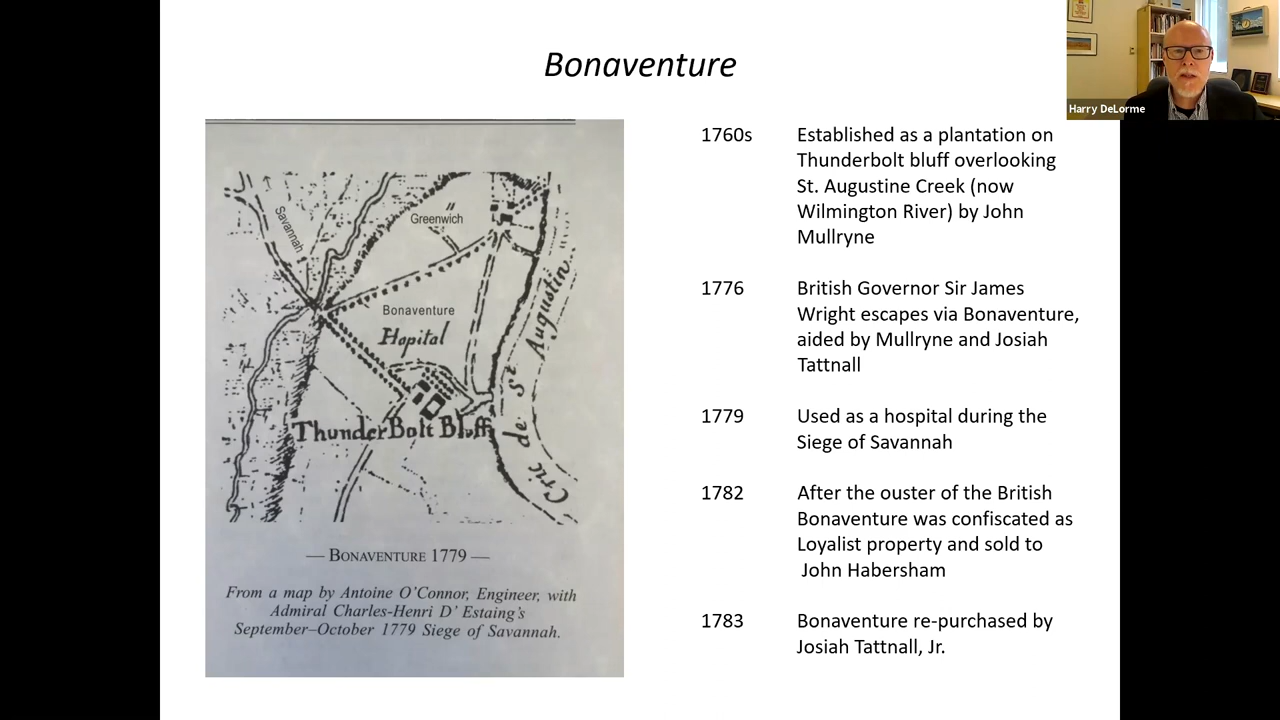 Bonaventure
Harry DeLorme
Savannah
Greenwich
Bonaventure
Hopital
ThunderBolt Bluff
Cric de St Augustin
— BONAVENTURE 1779 —
From a map by Antoine O'Connor, Engineer, with
Admiral Charles-Henri D' Estaing's
September–October 1779 Siege of Savannah.
1760s Established as a plantation on
Thunderbolt bluff overlooking
St. Augustine Creek (now
Wilmington River) by John
Mullryne
1776 British Governor Sir James
Wright escapes via Bonaventure,
aided by Mullryne and Josiah
Tattnall
1779 Used as a hospital during the
Siege of Savannah
1782 After the ouster of the British
Bonaventure was confiscated as
Loyalist property and sold to
John Habersham
1783 Bonaventure re-purchased by
Josiah Tattnall, Jr.